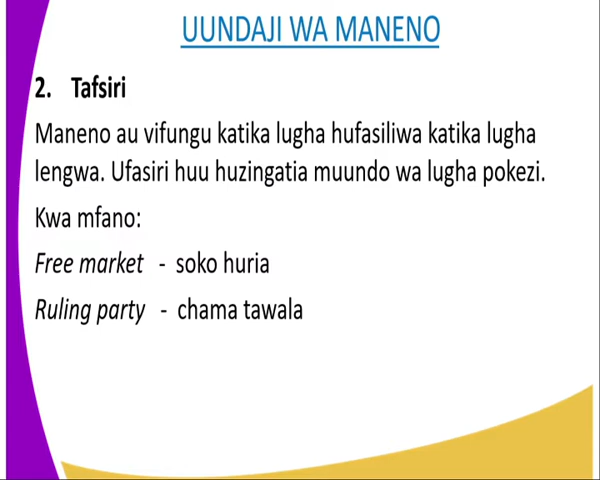 UUNDAJI WA MANENO
2. Tafsiri
Maneno au vifungu katika lugha hufasiliwa katika lugha
lengwa. Ufasiri huu huzingatia muundo wa lugha pokezi.
Kwa mfano:
Free market - soko huria
Ruling party - chama tawala